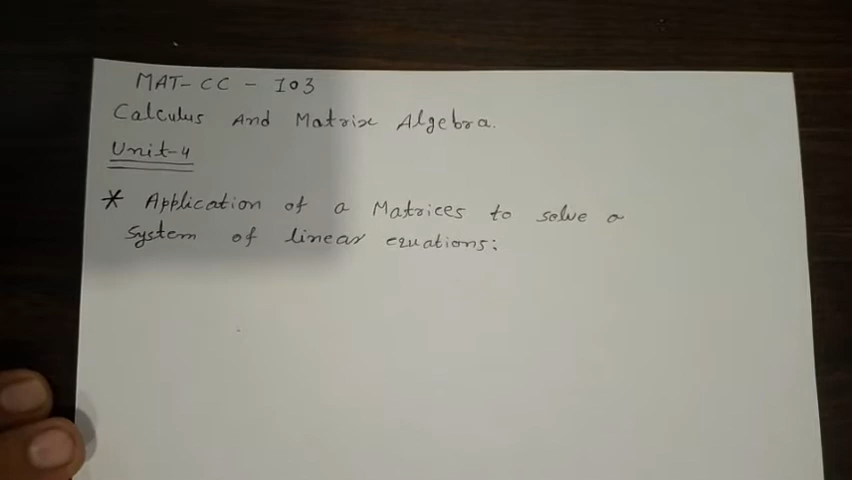 MAT-CC - 103
Calculus And Matrix Algebra.
Unit-4
* Application of a Matrices to solve a
system of linear equations: